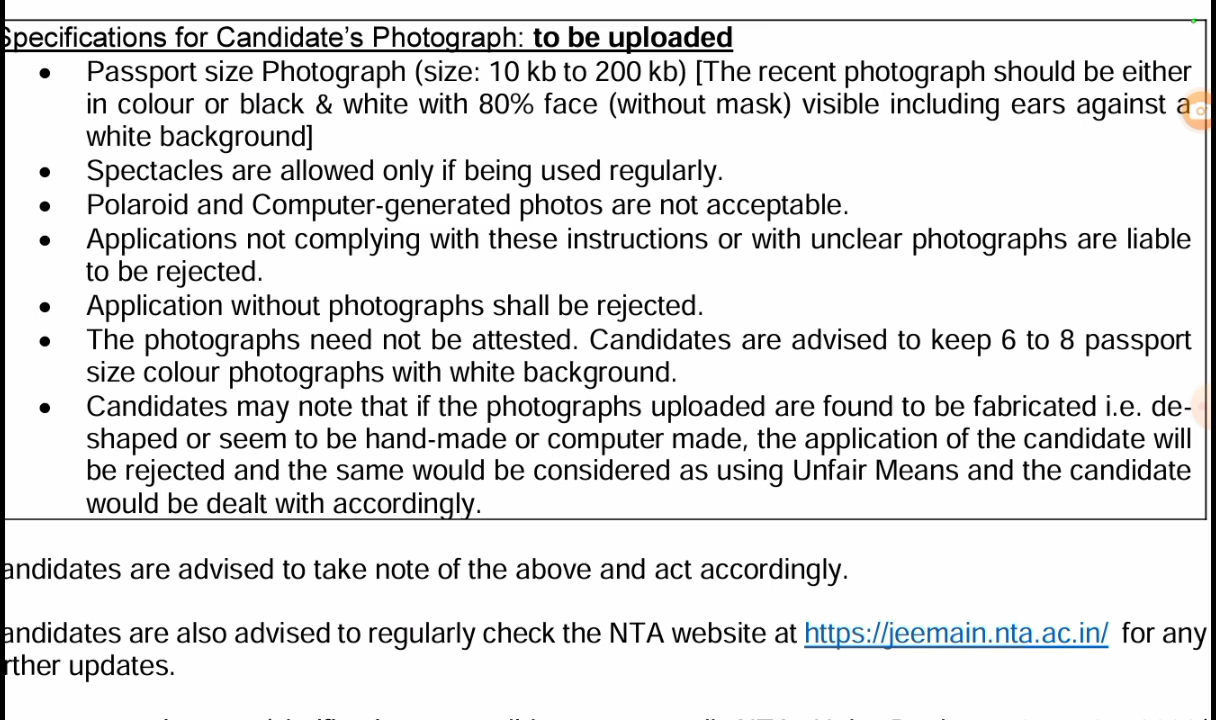 Specifications for Candidate's Photograph: to be uploaded
• Passport size Photograph (size: 10 kb to 200 kb) [The recent photograph should be either
in colour or black & white with 80% face (without mask) visible including ears against a
white background]
• Spectacles are allowed only if being used regularly.
• Polaroid and Computer-generated photos are not acceptable.
• Applications not complying with these instructions or with unclear photographs are liable
to be rejected.
• Application without photographs shall be rejected.
• The photographs need not be attested. Candidates are advised to keep 6 to 8 passport
size colour photographs with white background.
• Candidates may note that if the photographs uploaded are found to be fabricated i.e. de-
shaped or seem to be hand-made or computer made, the application of the candidate will
be rejected and the same would be considered as using Unfair Means and the candidate
would be dealt with accordingly.
andidates are advised to take note of the above and act accordingly.
andidates are also advised to regularly check the NTA website at https://jeemain.nta.ac.in/ for any
rther updates.